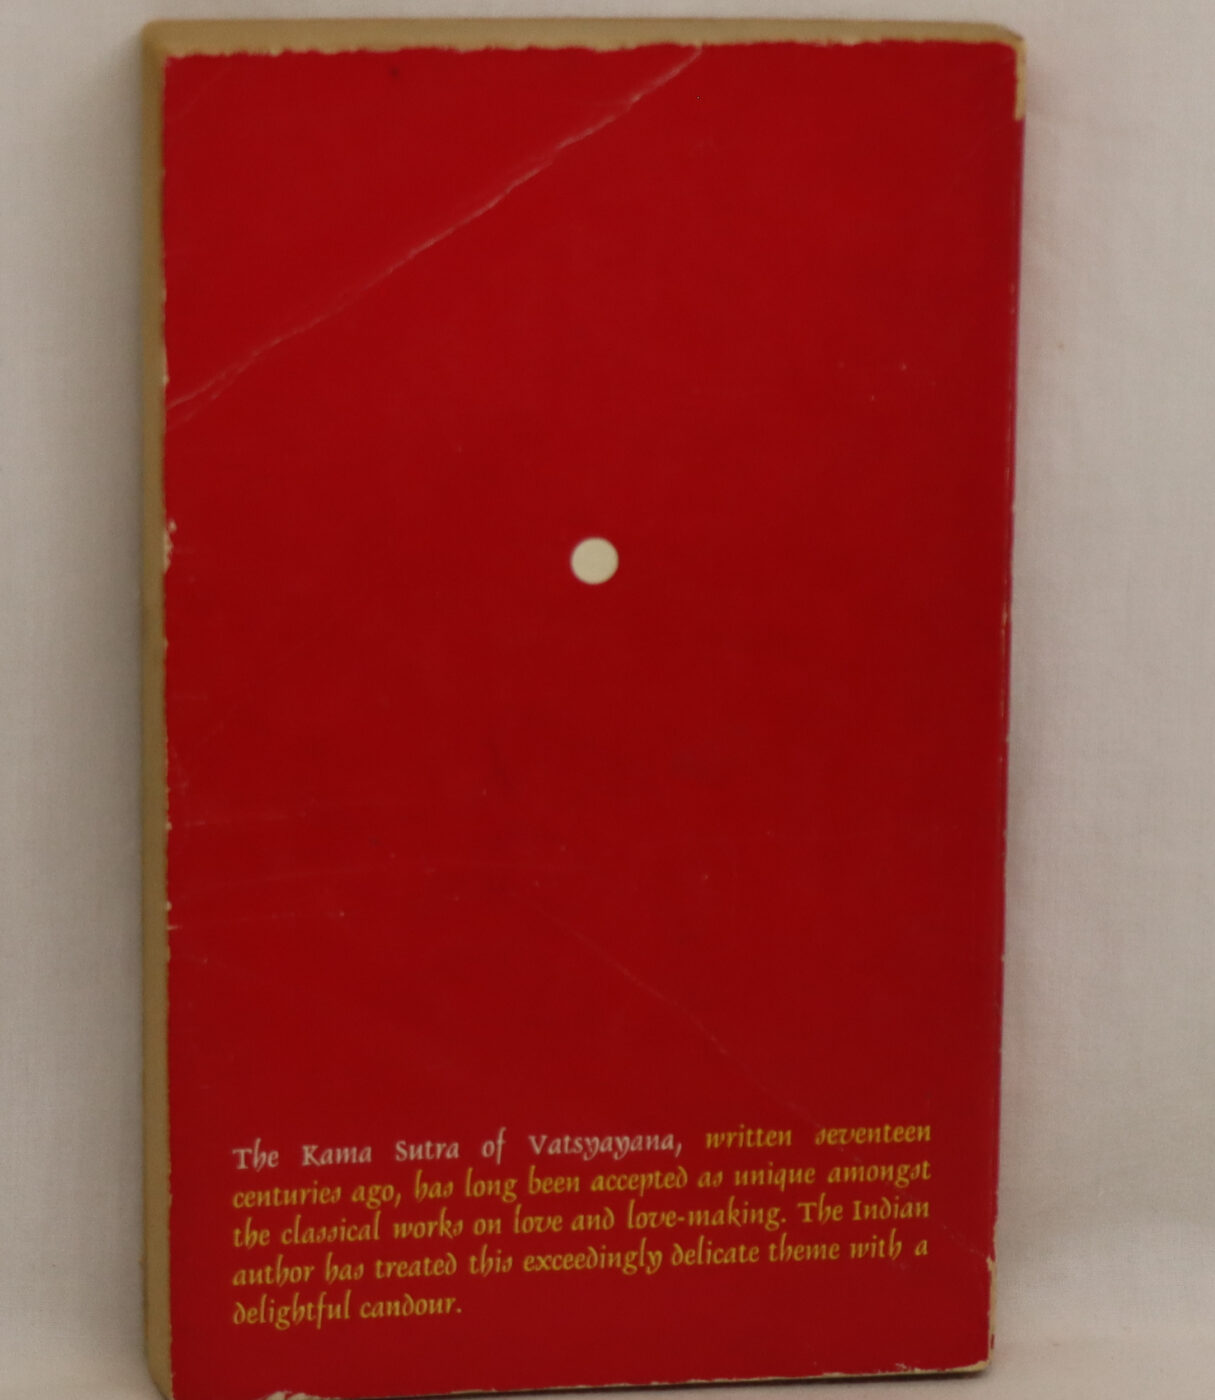 The Kama Sutra of Vatsyayana, written seventeen
centuries ago, has long been accepted as unique amongst
the classical works on love and love-making. The Indian
author has treated this exceedingly delicate theme with a
delightful candour.